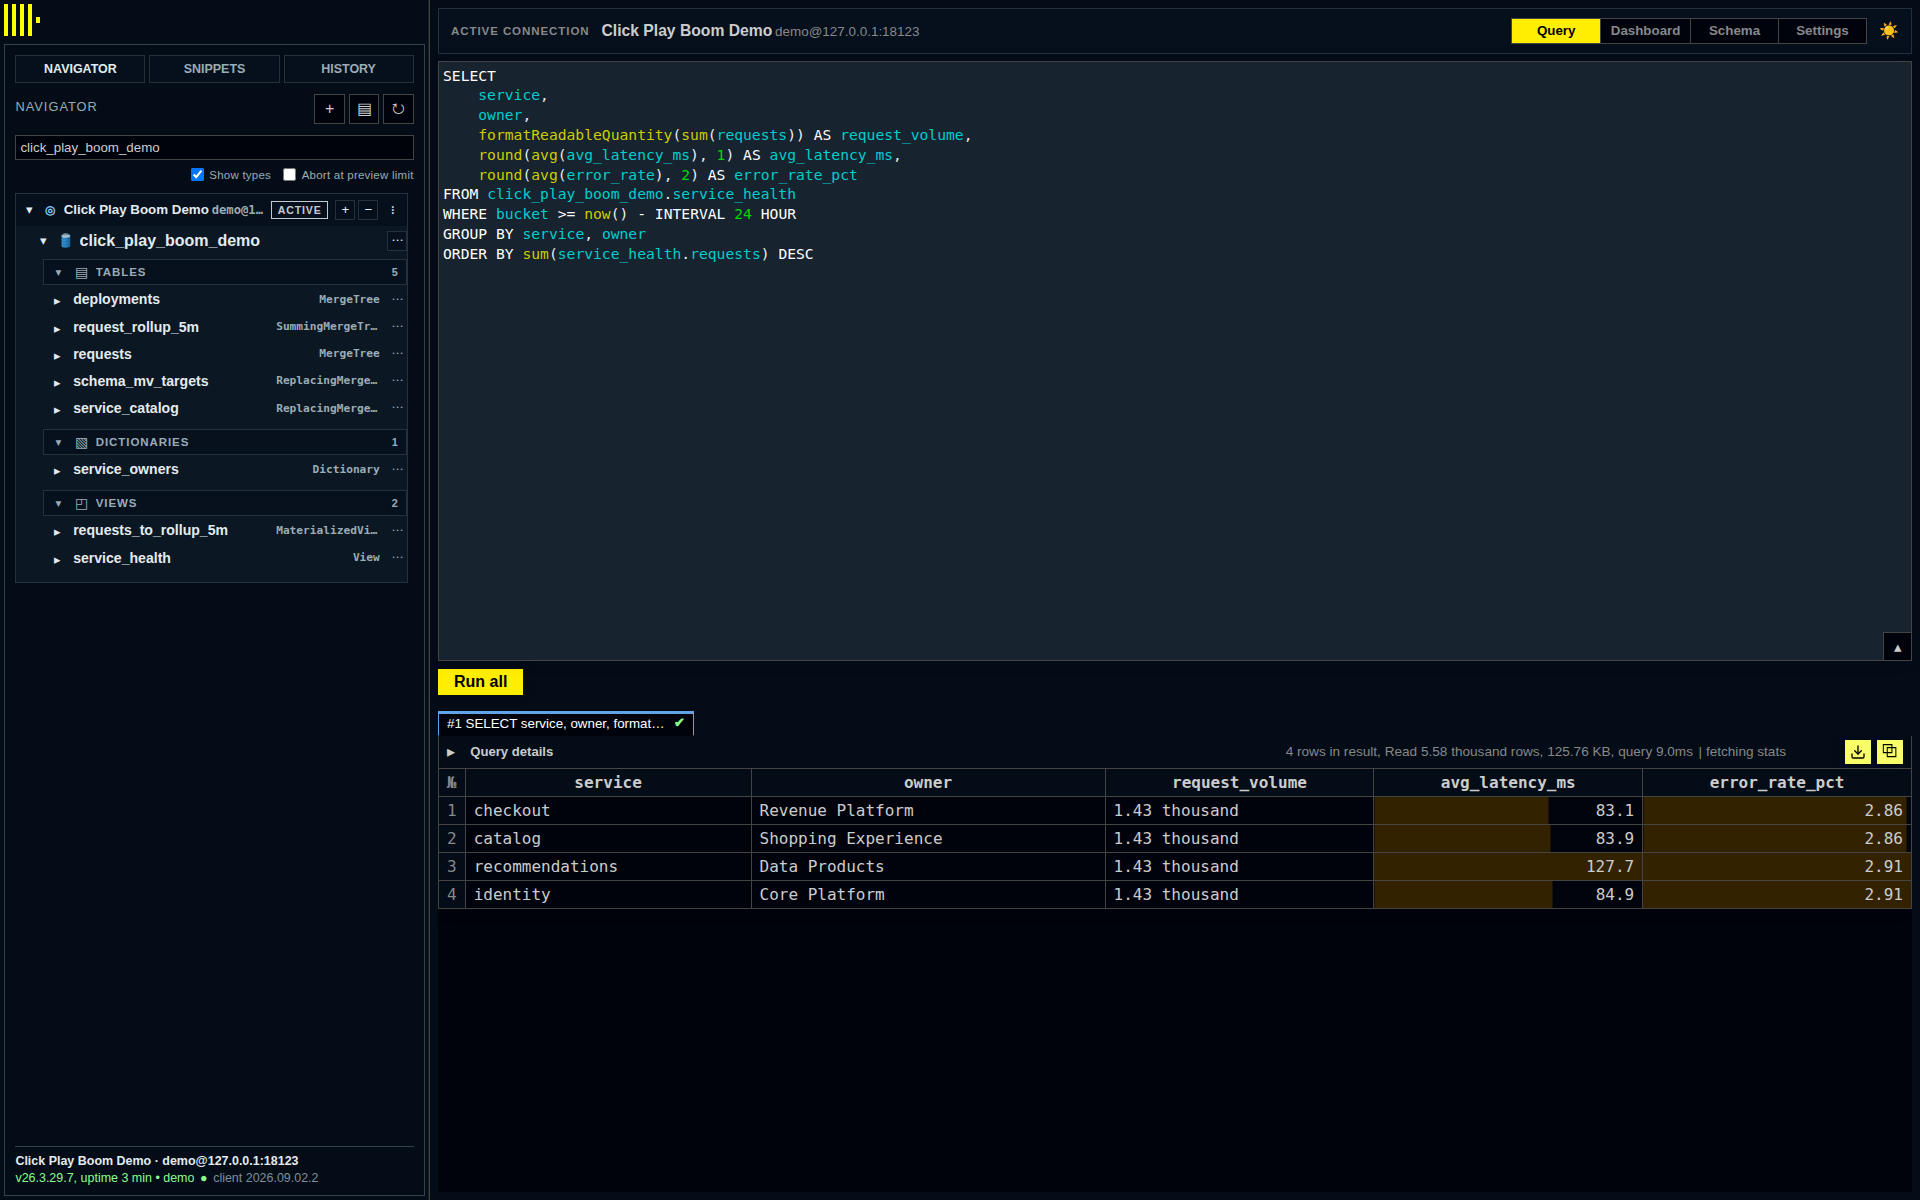 NAVIGATOR SNIPPETS HISTORY
NAVIGATOR
click_play_boom_demo
Show types Abort at preview limit
Click Play Boom Demo demo@1… ACTIVE + −
click_play_boom_demo
TABLES 5
deployments MergeTree
request_rollup_5m SummingMergeTr…
requests MergeTree
schema_mv_targets ReplacingMerge…
service_catalog ReplacingMerge…
DICTIONARIES 1
service_owners Dictionary
VIEWS 2
requests_to_rollup_5m MaterializedVi…
service_health View
Click Play Boom Demo · demo@127.0.0.1:18123
v26.3.29.7, uptime 3 min • demo ● client 2026.09.02.2
ACTIVE CONNECTION Click Play Boom Demo demo@127.0.0.1:18123
Query Dashboard Schema Settings
SELECT
    service,
    owner,
    formatReadableQuantity(sum(requests)) AS request_volume,
    round(avg(avg_latency_ms), 1) AS avg_latency_ms,
    round(avg(error_rate), 2) AS error_rate_pct
FROM click_play_boom_demo.service_health
WHERE bucket >= now() - INTERVAL 24 HOUR
GROUP BY service, owner
ORDER BY sum(service_health.requests) DESC
Run all
#1 SELECT service, owner, format… ✔
Query details 4 rows in result, Read 5.58 thousand rows, 125.76 KB, query 9.0ms | fetching stats
№ service owner request_volume avg_latency_ms error_rate_pct
1 checkout Revenue Platform 1.43 thousand 83.1 2.86
2 catalog Shopping Experience 1.43 thousand 83.9 2.86
3 recommendations Data Products 1.43 thousand 127.7 2.91
4 identity Core Platform 1.43 thousand 84.9 2.91